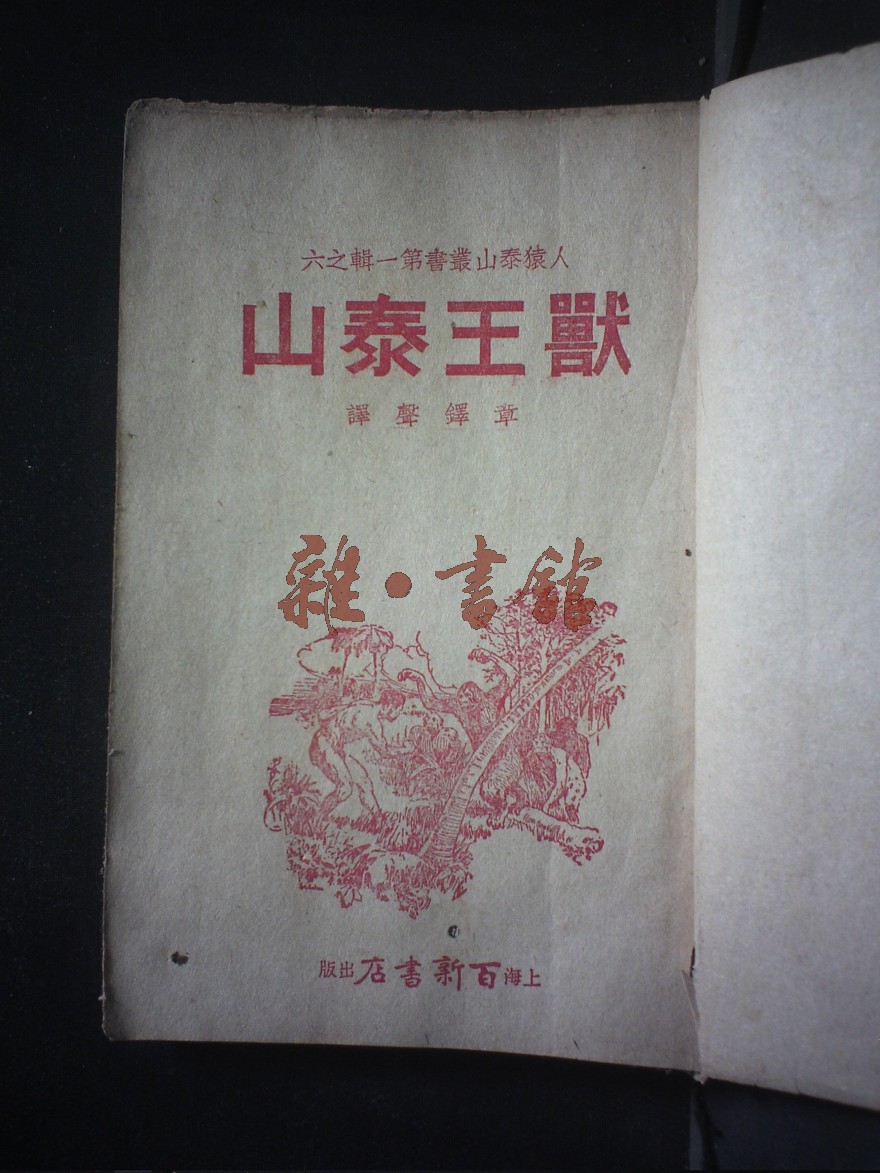 人猿泰山叢書第一輯之六
獸王泰山
章鐸聲譯
雜·書館
上海百新書店出版